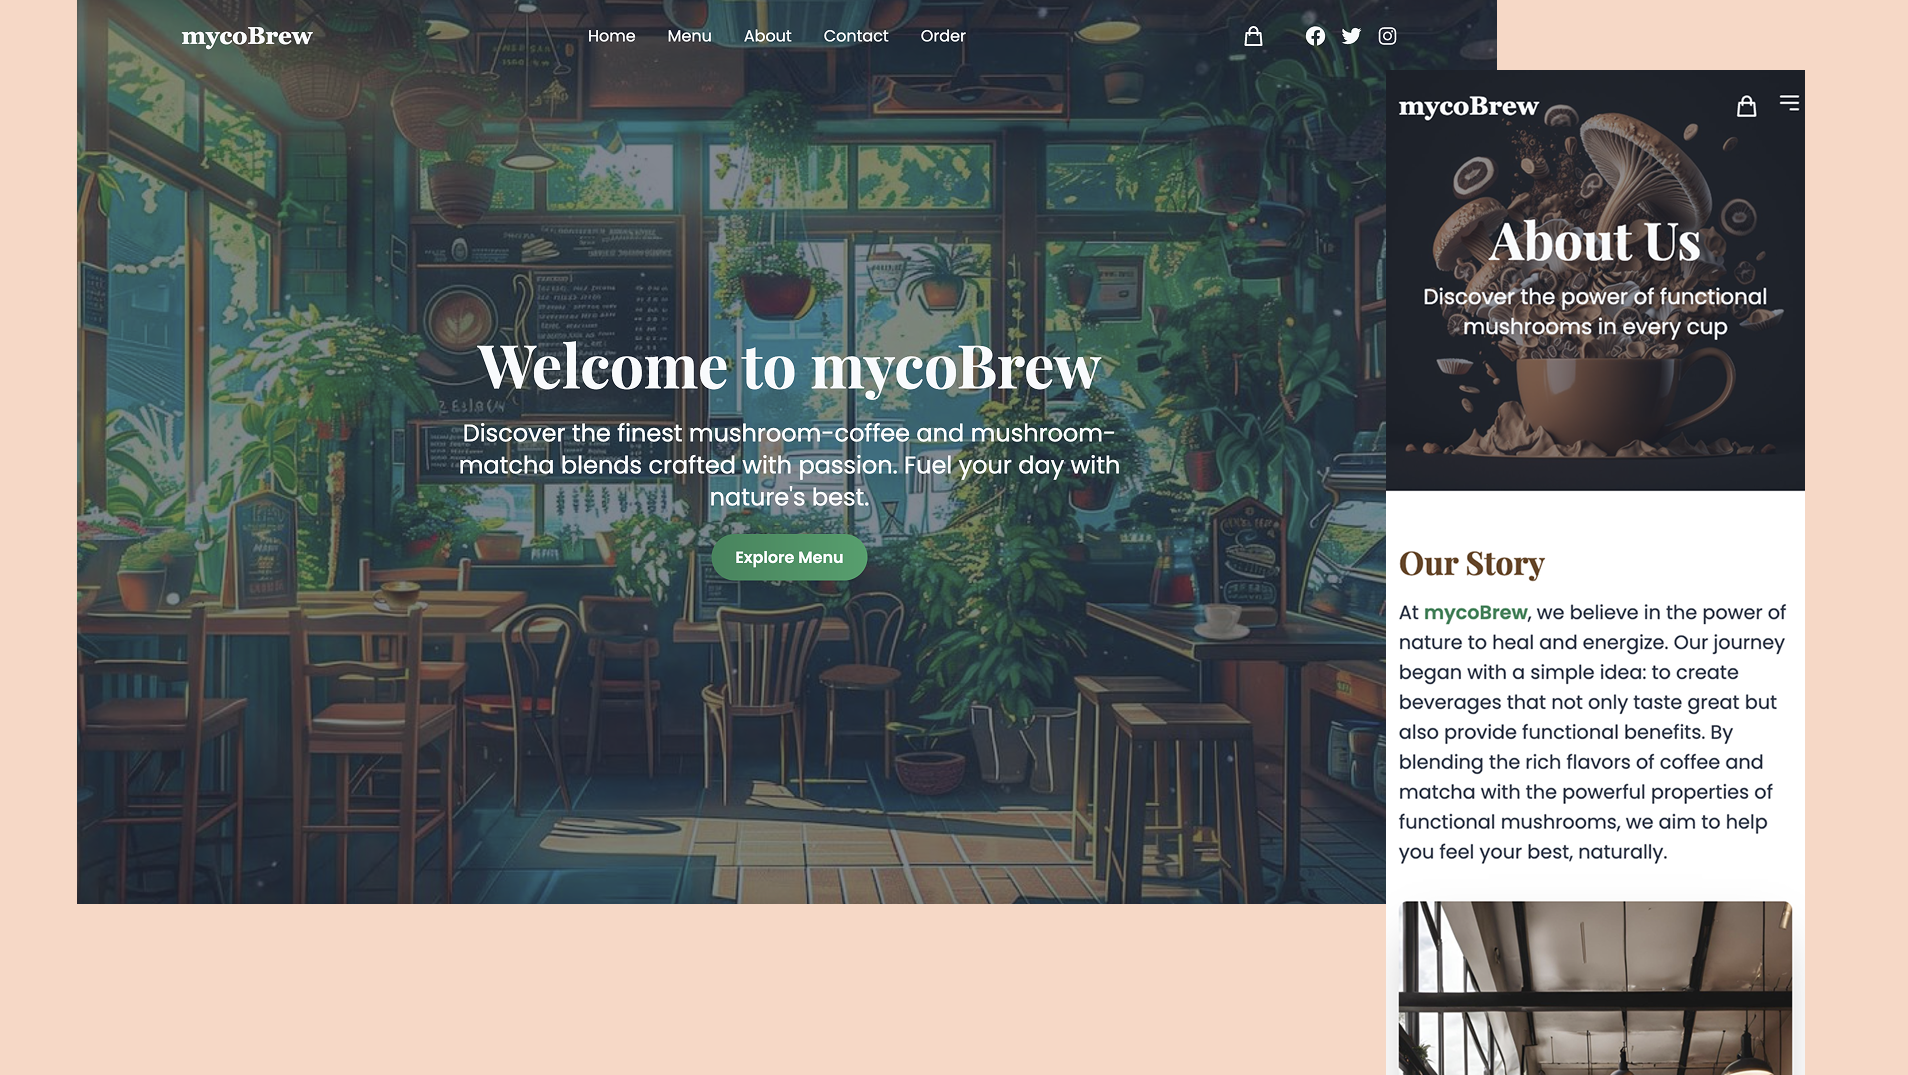 mycoBrew
Home Menu About Contact Order
Welcome to mycoBrew
Discover the finest mushroom-coffee and mushroom-
matcha blends crafted with passion. Fuel your day with
nature's best.
Explore Menu
mycoBrew
About Us
Discover the power of functional
mushrooms in every cup
Our Story
At mycoBrew, we believe in the power of
nature to heal and energize. Our journey
began with a simple idea: to create
beverages that not only taste great but
also provide functional benefits. By
blending the rich flavors of coffee and
matcha with the powerful properties of
functional mushrooms, we aim to help
you feel your best, naturally.